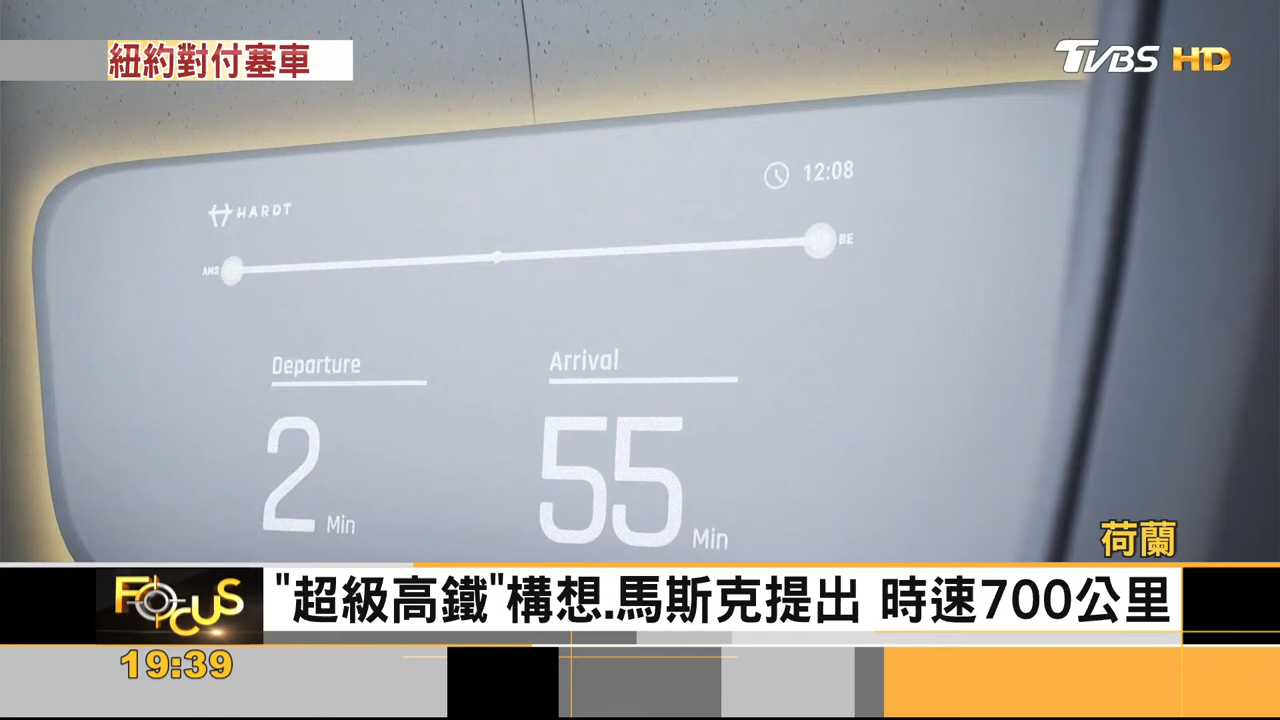 紐約對付塞車
TVBS HD
12:08
HARDT
AMS
BE
Departure
Arrival
2 Min
55 Min
荷蘭
FOCUS
"超級高鐵"構想.馬斯克提出 時速700公里
19:39